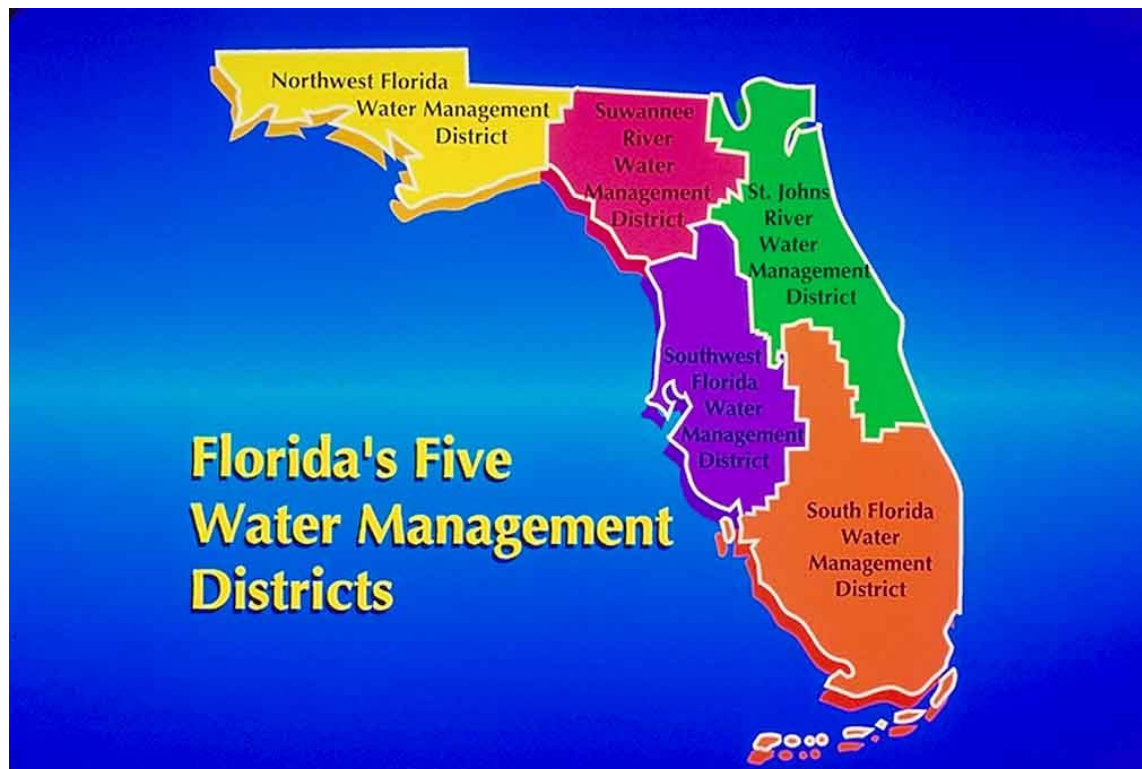 Northwest Florida
Water Management
District
Suwannee
River
Water
Management
District
St. Johns
River
Water
Management
District
Southwest
Florida
Water
Management
District
South Florida
Water
Management
District
Florida's Five
Water Management
Districts